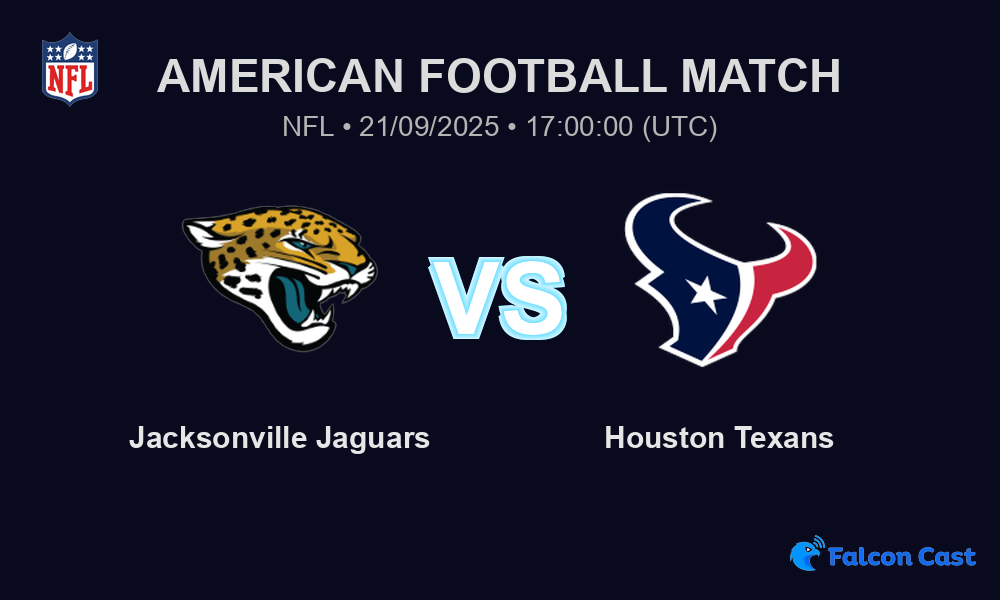 NFL
AMERICAN FOOTBALL MATCH
NFL • 21/09/2025 • 17:00:00 (UTC)
VS
Jacksonville Jaguars
Houston Texans
Falcon Cast